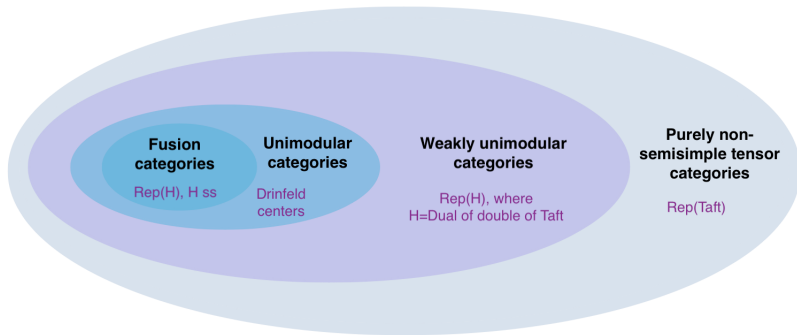 Fusion
categories
Rep(H), H ss
Unimodular
categories
Drinfeld
centers
Weakly unimodular
categories
Rep(H), where
H=Dual of double of Taft
Purely non-
semisimple tensor
categories
Rep(Taft)